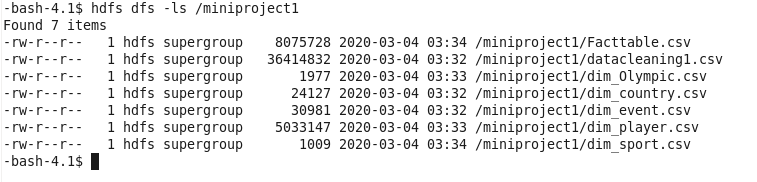 -bash-4.1$ hdfs dfs -ls /miniproject1
Found 7 items
-rw-r--r--   1 hdfs supergroup    8075728 2020-03-04 03:34 /miniproject1/Facttable.csv
-rw-r--r--   1 hdfs supergroup   36414832 2020-03-04 03:32 /miniproject1/datacleaning1.csv
-rw-r--r--   1 hdfs supergroup       1977 2020-03-04 03:33 /miniproject1/dim_Olympic.csv
-rw-r--r--   1 hdfs supergroup      24127 2020-03-04 03:32 /miniproject1/dim_country.csv
-rw-r--r--   1 hdfs supergroup      30981 2020-03-04 03:32 /miniproject1/dim_event.csv
-rw-r--r--   1 hdfs supergroup    5033147 2020-03-04 03:33 /miniproject1/dim_player.csv
-rw-r--r--   1 hdfs supergroup       1009 2020-03-04 03:34 /miniproject1/dim_sport.csv
-bash-4.1$